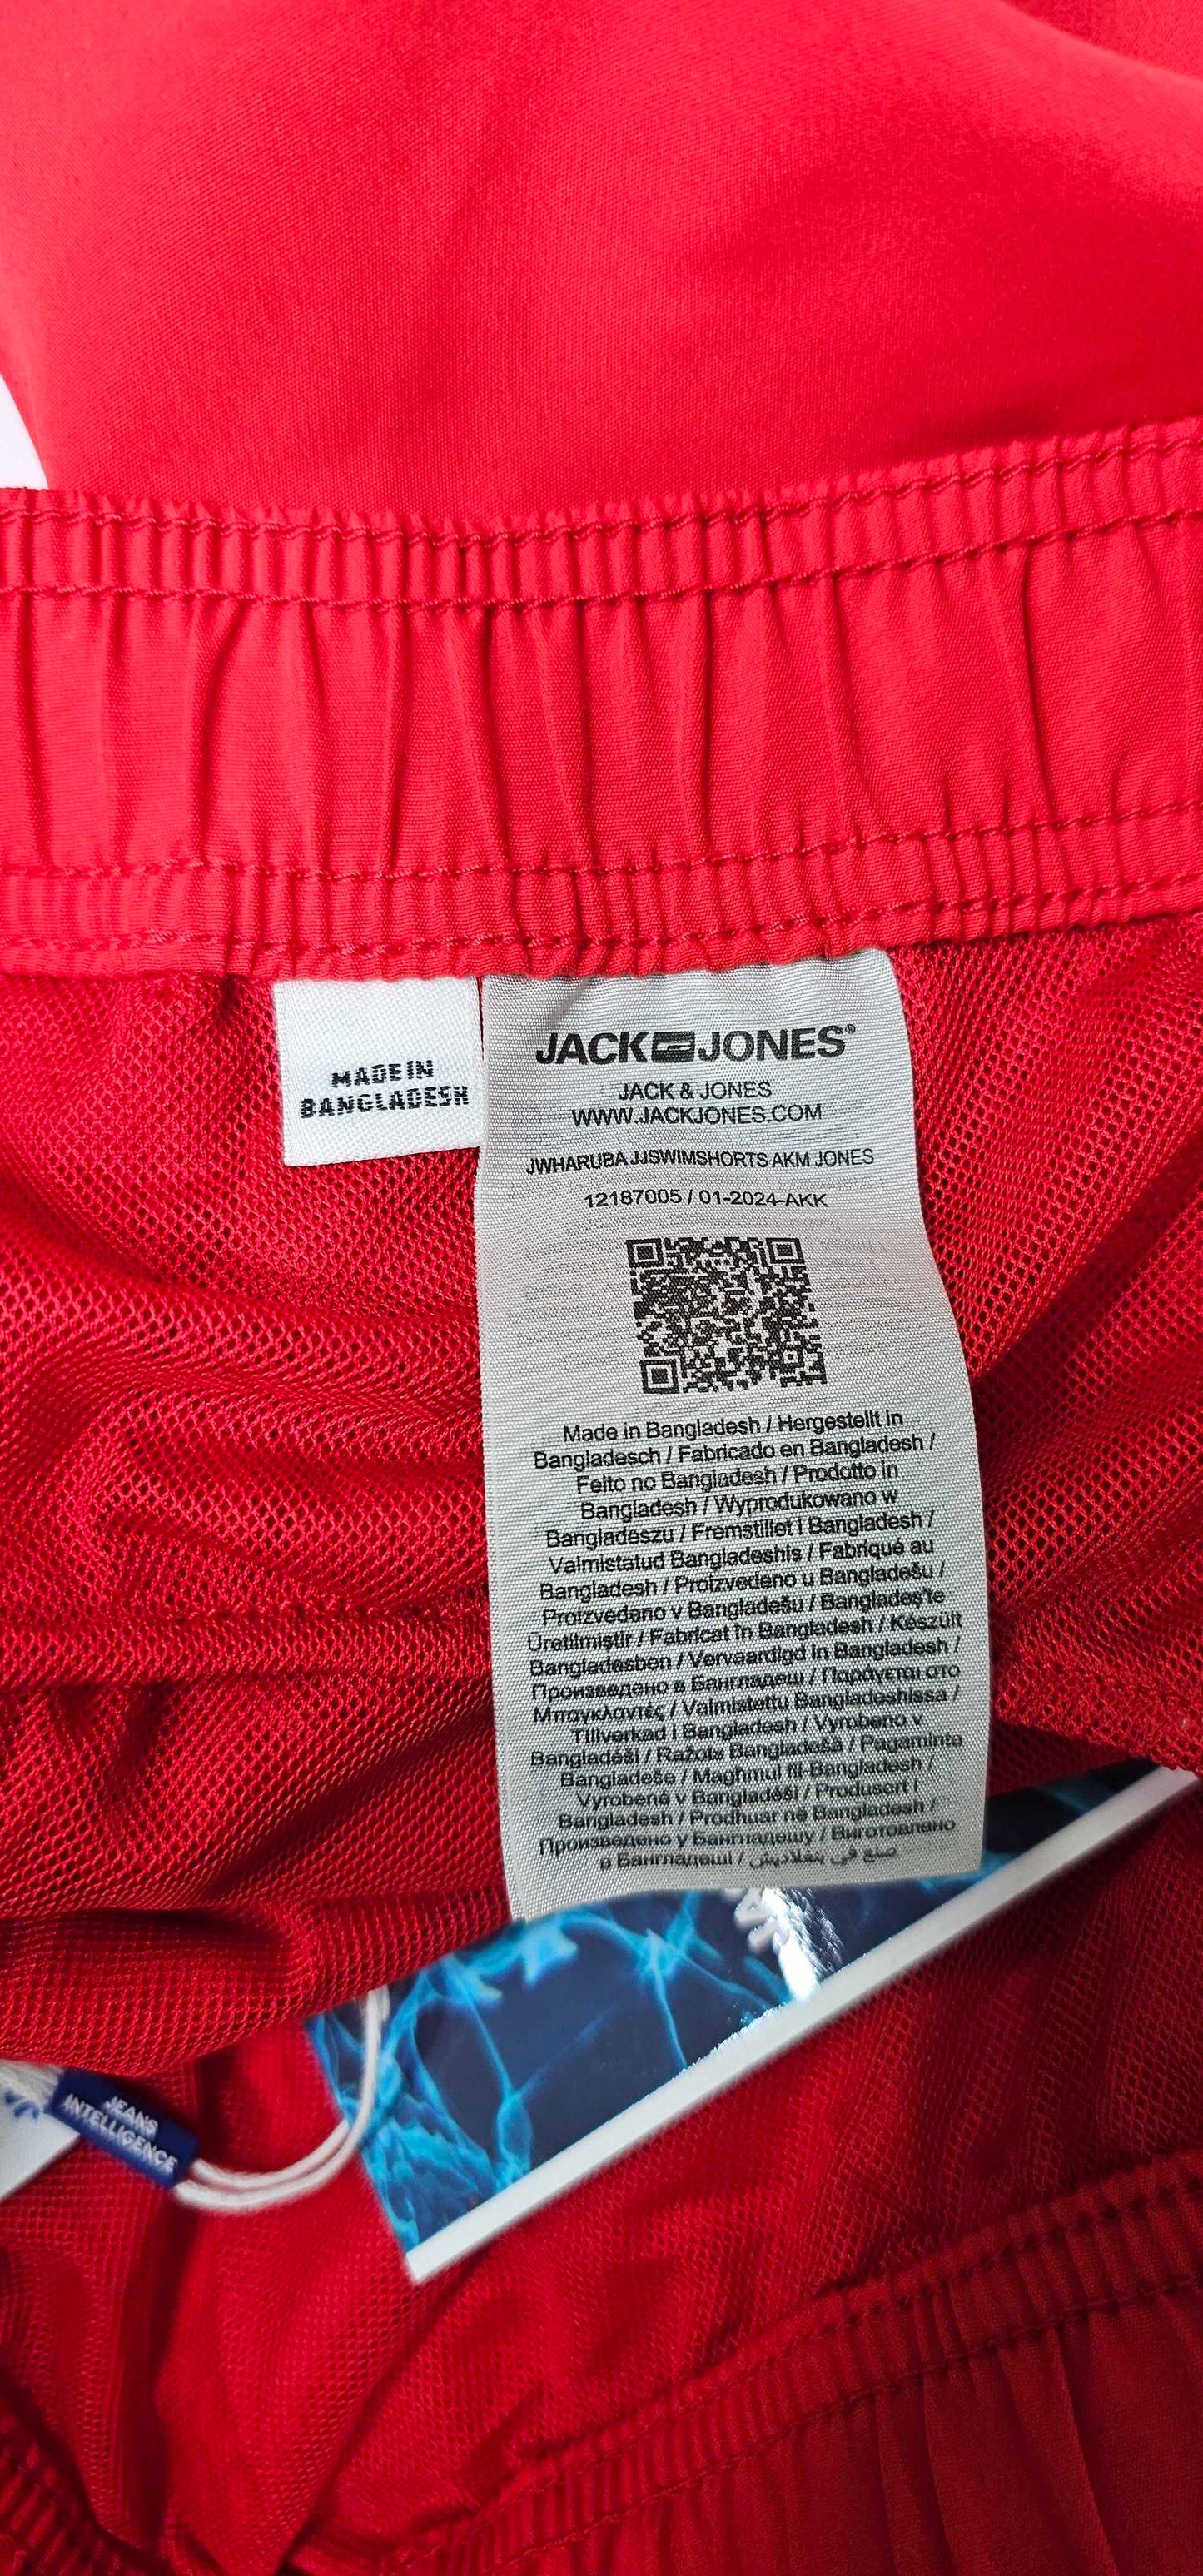 MADE IN
BANGLADESH
JACK JONES®
JACK & JONES
WWW.JACKJONES.COM
JWHARUBA JJSWIMSHORTS AKM JONES
12187005 / 01-2024-AKK
Made in Bangladesh / Hergestellt in
Bangladesch / Fabricado en Bangladesh /
Feito no Bangladesh / Prodotto in
Bangladesh / Wyprodukowano w
Bangladeszu / Fremstillet i Bangladesh /
Valmistatud Bangladeshis / Fabriqué au
Bangladesh / Proizvedeno u Bangladešu /
Proizvedeno v Bangladešu / Bangladeş'te
Üretilmiştir / Fabricat în Bangladesh / Készült
Bangladesben / Vervaardigd in Bangladesh /
Произведено в Бангладеш / Παράγεται στο
Μπαγκλαντές / Valmistettu Bangladeshissa /
Tillverkad i Bangladesh / Vyrobeno v
Bangladéši / Ražots Bangladešā / Pagaminta
Bangladeše / Magħmul fil-Bangladesh /
Vyrobené v Bangladéši / Produsert i
Bangladesh / Prodhuar në Bangladesh /
Произведено у Бангладешу / Виготовлено
в Бангладеші / صنع في بنغلاديش
JEANS
INTELLIGENCE